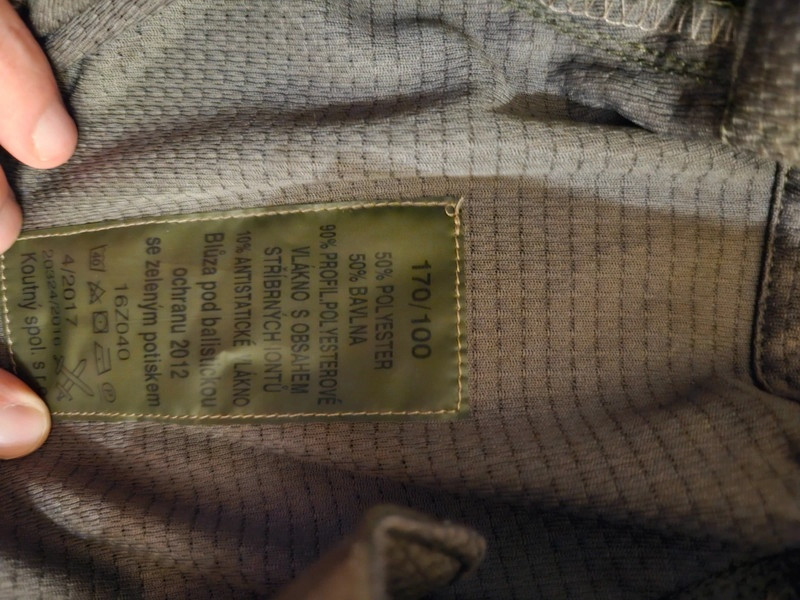 170/100
50% POLYESTER
50% BAVLNA
90% PROFIL.POLYESTEROVÉ
VLÁKNO S OBSAHEM
STŘÍBRNÝCH IONTŮ
10% ANTISTATICKÉ VLÁKNO
Blůza pod balistickou
ochranu 2012
se zeleným potiskem
16Z040
4/2017
Koutný spol. s r.